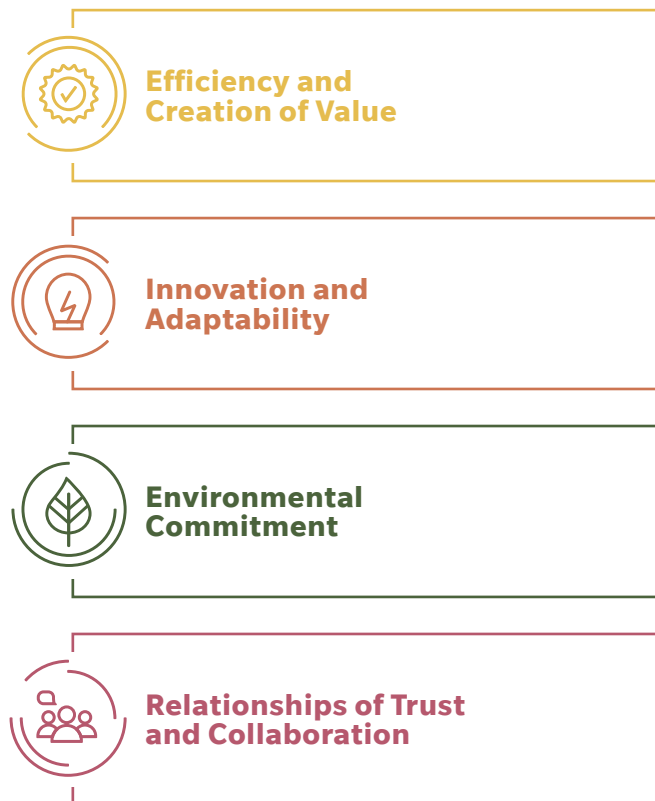 Efficiency and
Creation of Value
Innovation and
Adaptability
Environmental
Commitment
Relationships of Trust
and Collaboration